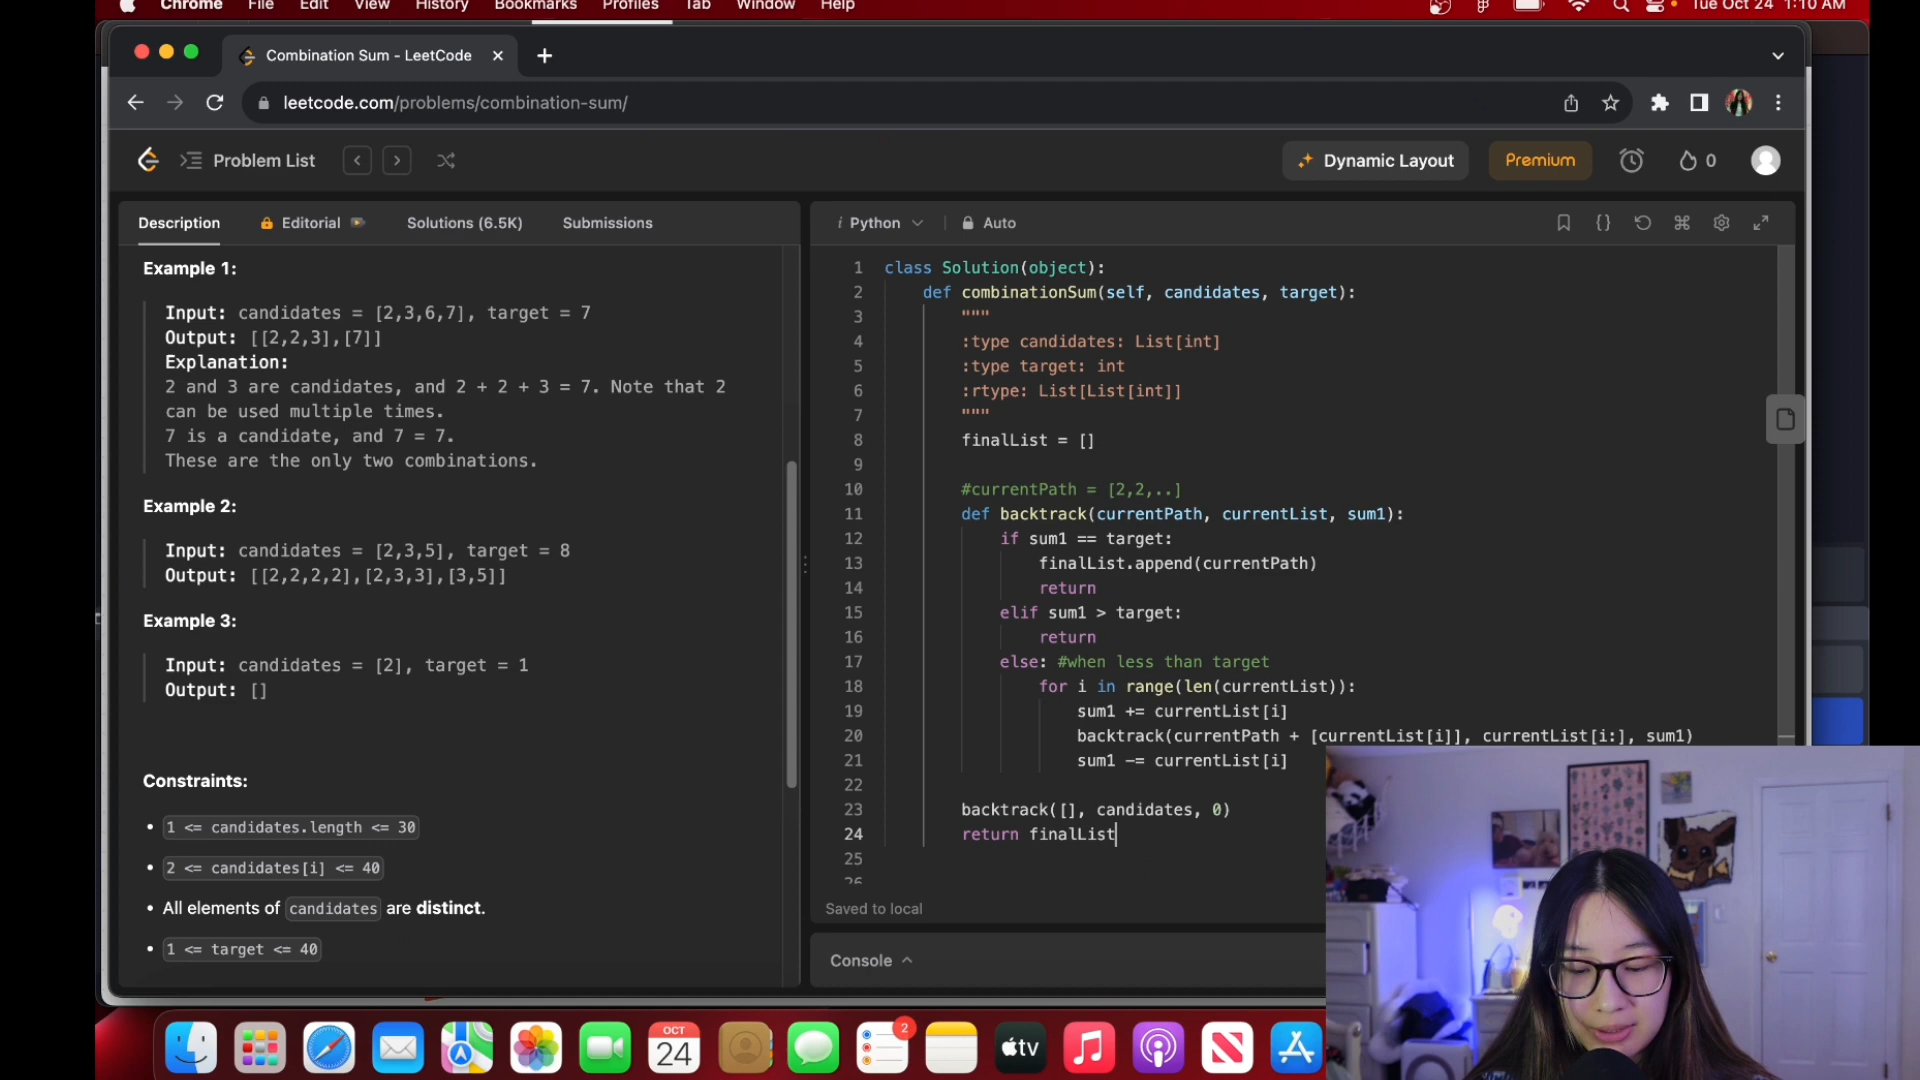 Chrome File Edit View History Bookmarks Profiles Tab Window Help Tue Oct 24 1:10 AM
Combination Sum - LeetCode
leetcode.com/problems/combination-sum/
Problem List
Dynamic Layout
Premium
0
Description
Editorial
Solutions (6.5K)
Submissions
Example 1:
Input: candidates = [2,3,6,7], target = 7
Output: [[2,2,3],[7]]
Explanation:
2 and 3 are candidates, and 2 + 2 + 3 = 7. Note that 2
can be used multiple times.
7 is a candidate, and 7 = 7.
These are the only two combinations.
Example 2:
Input: candidates = [2,3,5], target = 8
Output: [[2,2,2,2],[2,3,3],[3,5]]
Example 3:
Input: candidates = [2], target = 1
Output: []
Constraints:
• 1 <= candidates.length <= 30
• 2 <= candidates[i] <= 40
• All elements of candidates are distinct.
• 1 <= target <= 40
i Python
Auto
1 class Solution(object):
2 def combinationSum(self, candidates, target):
3 """
4 :type candidates: List[int]
5 :type target: int
6 :rtype: List[List[int]]
7 """
8 finalList = []
9
10 #currentPath = [2,2,..]
11 def backtrack(currentPath, currentList, sum1):
12 if sum1 == target:
13 finalList.append(currentPath)
14 return
15 elif sum1 > target:
16 return
17 else: #when less than target
18 for i in range(len(currentList)):
19 sum1 += currentList[i]
20 backtrack(currentPath + [currentList[i]], currentList[i:], sum1)
21 sum1 -= currentList[i]
22
23 backtrack([], candidates, 0)
24 return finalList
25
26
Saved to local
Console
OCT
24
2
tv